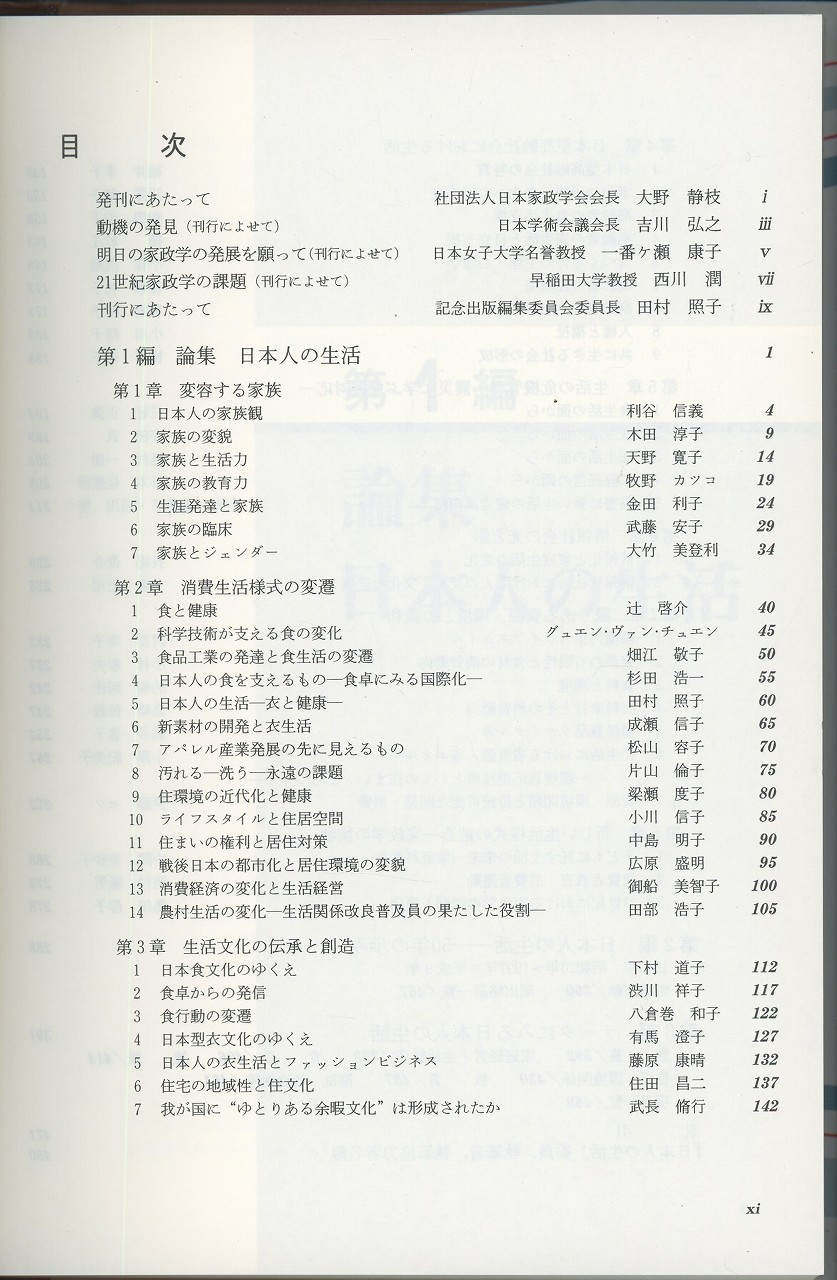 目　次
発刊にあたって　社団法人日本家政学会会長　大野　静枝　i
動機の発見（刊行によせて）　日本学術会議会長　吉川　弘之　iii
明日の家政学の発展を願って（刊行によせて）　日本女子大学名誉教授　一番ケ瀬　康子　v
21世紀家政学の課題（刊行によせて）　早稲田大学教授　西川　潤　vii
刊行にあたって　記念出版編集委員会委員長　田村　照子　ix
第1編　論集　日本人の生活　1
第1章　変容する家族
1　日本人の家族観　利谷　信義　4
2　家族の変貌　木田　淳子　9
3　家族と生活力　天野　寛子　14
4　家族の教育力　牧野　カツコ　19
5　生涯発達と家族　金田　利子　24
6　家族の臨床　武藤　安子　29
7　家族とジェンダー　大竹　美登利　34
第2章　消費生活様式の変遷
1　食と健康　辻　啓介　40
2　科学技術が支える食の変化　グュエン・ヴァン・チュエン　45
3　食品工業の発達と食生活の変遷　畑江　敬子　50
4　日本人の食を支えるもの―食卓にみる国際化―　杉田　浩一　55
5　日本人の生活―衣と健康―　田村　照子　60
6　新素材の開発と衣生活　成瀬　信子　65
7　アパレル産業発展の先に見えるもの　松山　容子　70
8　汚れる―洗う―永遠の課題　片山　倫子　75
9　住環境の近代化と健康　梁瀬　度子　80
10　ライフスタイルと住居空間　小川　信子　85
11　住まいの権利と居住対策　中島　明子　90
12　戦後日本の都市化と居住環境の変貌　広原　盛明　95
13　消費経済の変化と生活経営　御船　美智子　100
14　農村生活の変化―生活関係改良普及員の果たした役割―　田部　浩子　105
第3章　生活文化の伝承と創造
1　日本食文化のゆくえ　下村　道子　112
2　食卓からの発信　渋川　祥子　117
3　食行動の変遷　八倉巻　和子　122
4　日本型衣文化のゆくえ　有馬　澄子　127
5　日本人の衣生活とファッションビジネス　藤原　康晴　132
6　住宅の地域性と住文化　住田　昌二　137
7　我が国に“ゆとりある余暇文化”は形成されたか　武長　脩行　142
xi